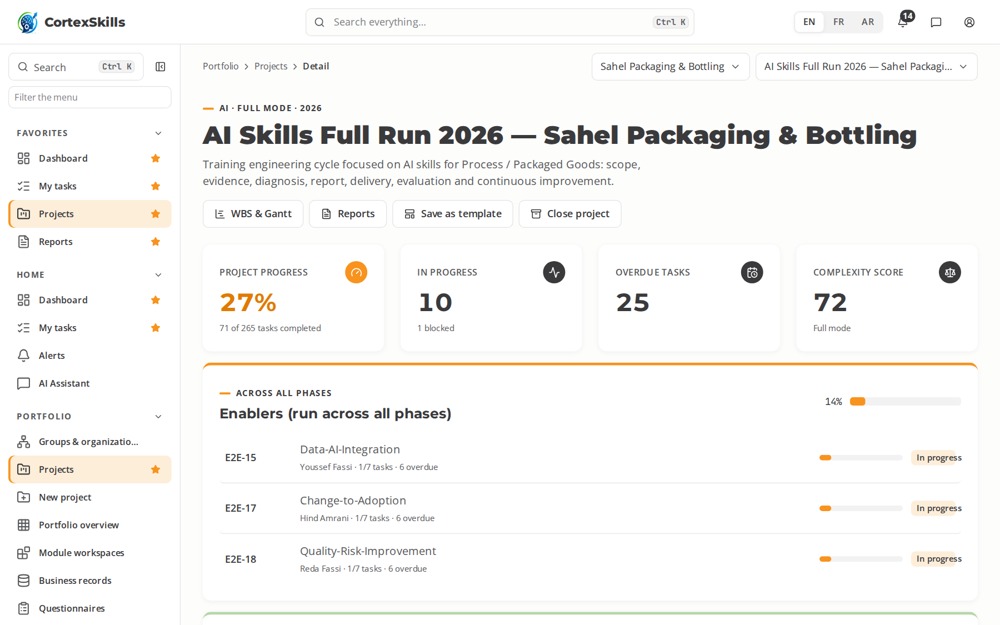 CortexSkills
Search everything...
Ctrl K
EN
FR
AR
14
Search
Ctrl K
Filter the menu
FAVORITES
Dashboard
My tasks
Projects
Reports
HOME
Dashboard
My tasks
Alerts
AI Assistant
PORTFOLIO
Groups & organizatio...
Projects
New project
Portfolio overview
Module workspaces
Business records
Questionnaires
Portfolio > Projects > Detail
Sahel Packaging & Bottling
AI Skills Full Run 2026 — Sahel Packagi...
AI · FULL MODE · 2026
AI Skills Full Run 2026 — Sahel Packaging & Bottling
Training engineering cycle focused on AI skills for Process / Packaged Goods: scope,
evidence, diagnosis, report, delivery, evaluation and continuous improvement.
WBS & Gantt
Reports
Save as template
Close project
PROJECT PROGRESS
27%
71 of 265 tasks completed
IN PROGRESS
10
1 blocked
OVERDUE TASKS
25
COMPLEXITY SCORE
72
Full mode
ACROSS ALL PHASES
Enablers (run across all phases)
14%
E2E-15
Data-AI-Integration
Youssef Fassi · 1/7 tasks · 6 overdue
In progress
E2E-17
Change-to-Adoption
Hind Amrani · 1/7 tasks · 6 overdue
In progress
E2E-18
Quality-Risk-Improvement
Reda Fassi · 1/7 tasks · 6 overdue
In progress